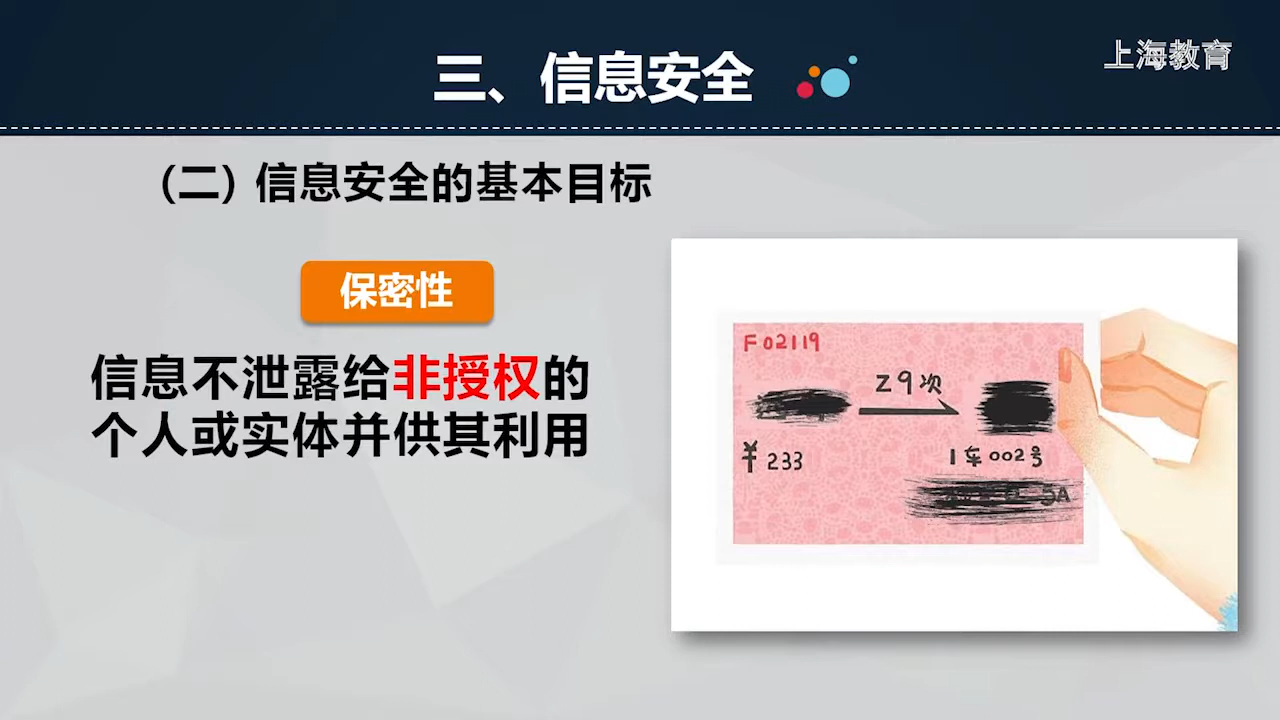 三、信息安全
上海教育
(二) 信息安全的基本目标
保密性
信息不泄露给非授权的
个人或实体并供其利用
F02119
Z9次
¥233
1车002号
5A